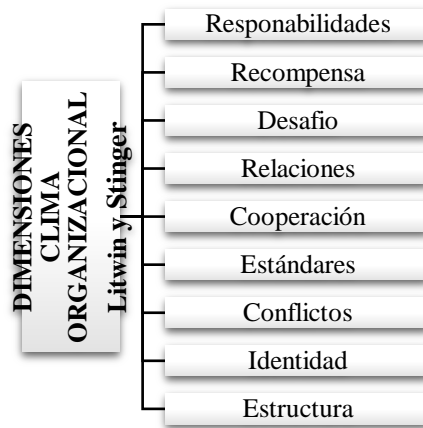 DIMENSIONES
CLIMA
ORGANIZACIONAL
Litwin y Stinger
Responabilidades
Recompensa
Desafio
Relaciones
Cooperación
Estándares
Conflictos
Identidad
Estructura